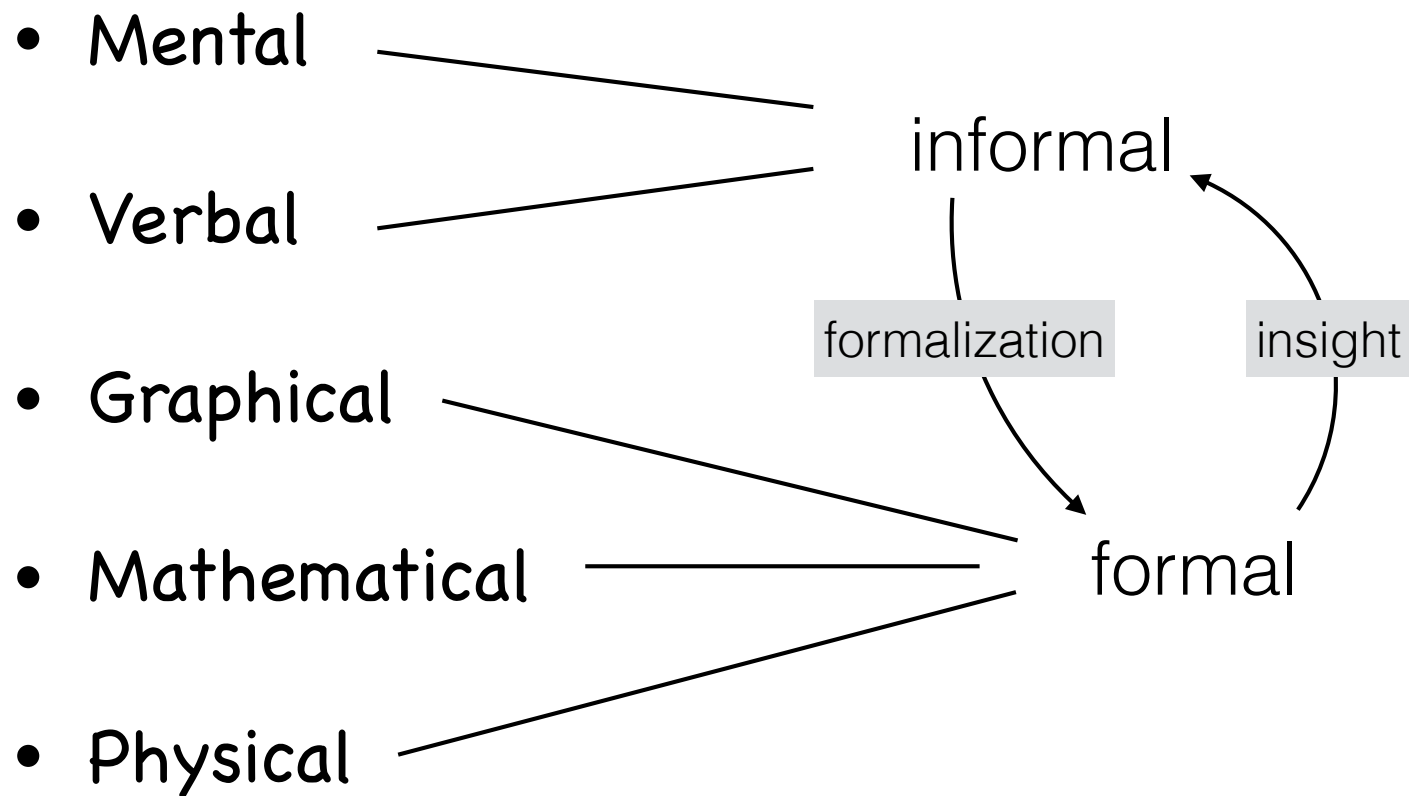 • Mental
• Verbal
• Graphical
• Mathematical
• Physical
informal
formalization
insight
formal